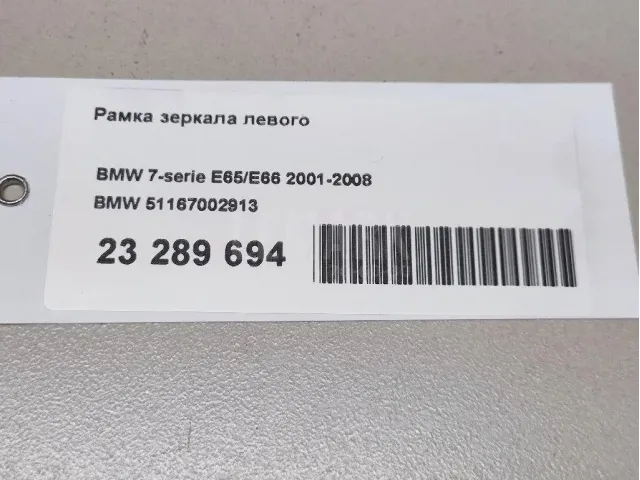 Рамка зеркала левого
BMW 7-serie E65/E66 2001-2008
BMW 51167002913
23 289 694